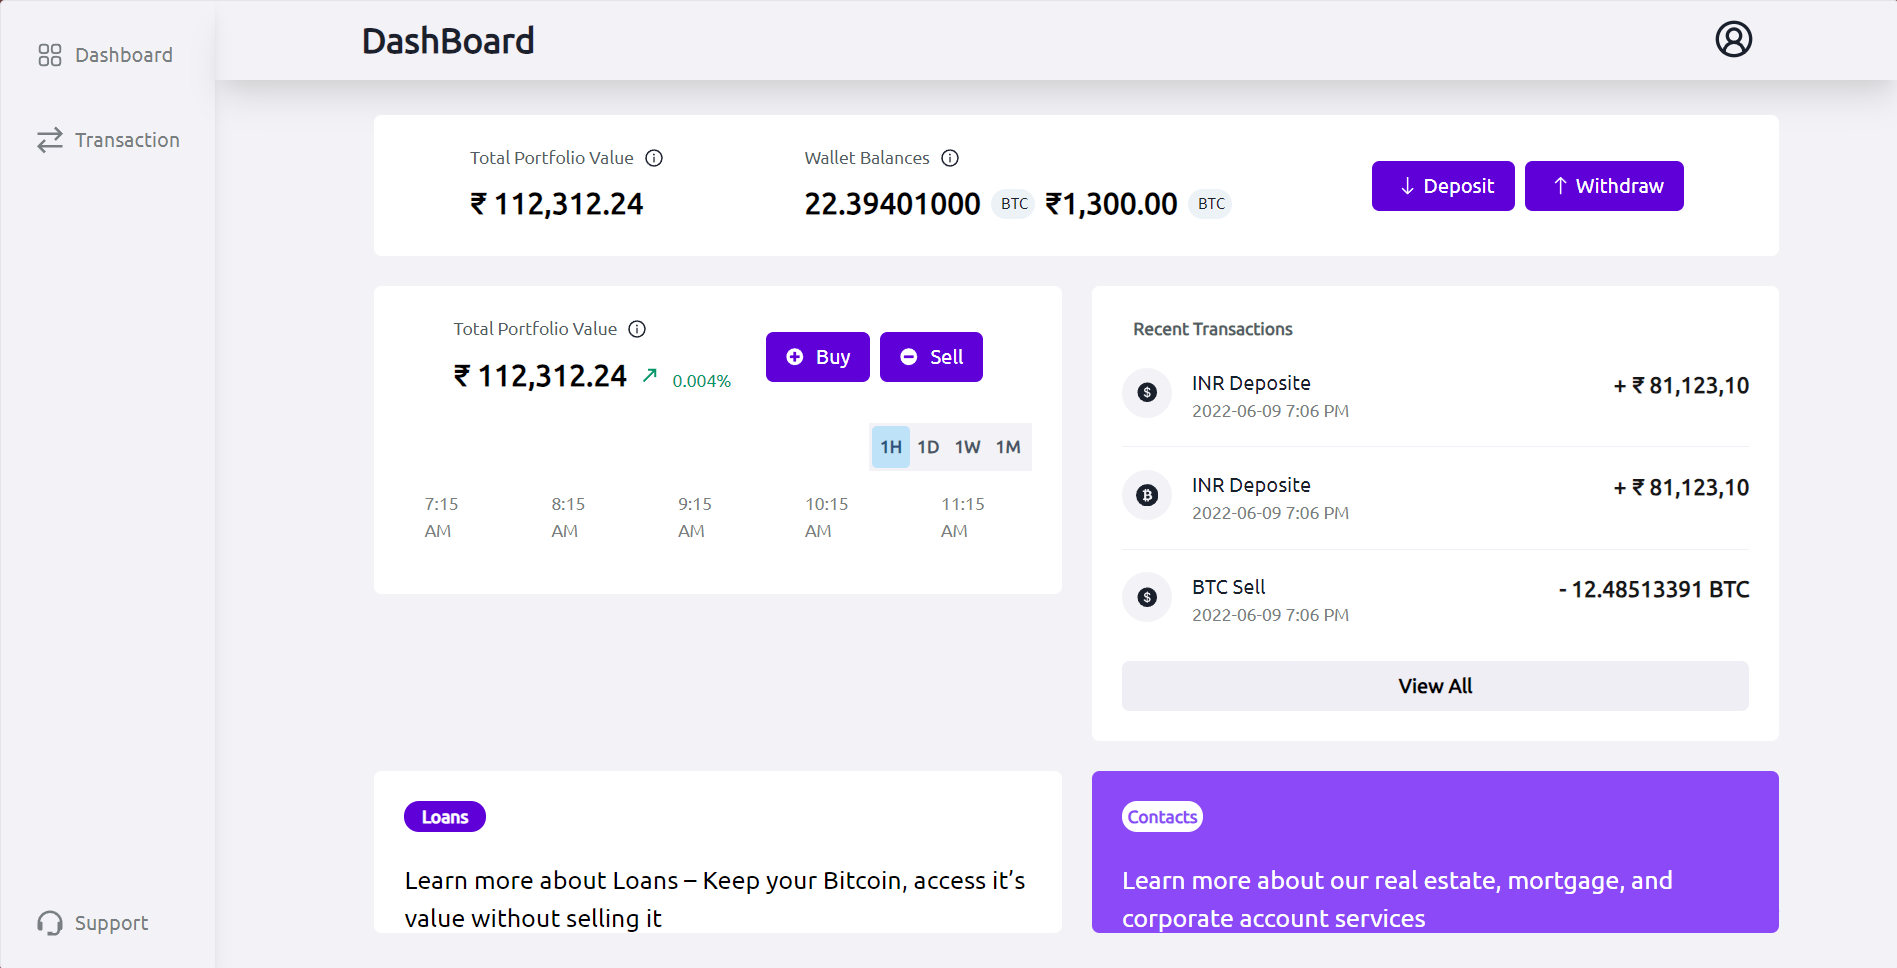 Dashboard
Transaction
Support
DashBoard
Total Portfolio Value
₹ 112,312.24
Wallet Balances
22.39401000 BTC ₹1,300.00 BTC
Deposit
Withdraw
Total Portfolio Value
₹ 112,312.24 0.004%
Buy
Sell
1H 1D 1W 1M
7:15 AM
8:15 AM
9:15 AM
10:15 AM
11:15 AM
Recent Transactions
INR Deposite
2022-06-09 7:06 PM
+ ₹ 81,123,10
INR Deposite
2022-06-09 7:06 PM
+ ₹ 81,123,10
BTC Sell
2022-06-09 7:06 PM
- 12.48513391 BTC
View All
Loans
Learn more about Loans – Keep your Bitcoin, access it’s
value without selling it
Contacts
Learn more about our real estate, mortgage, and
corporate account services